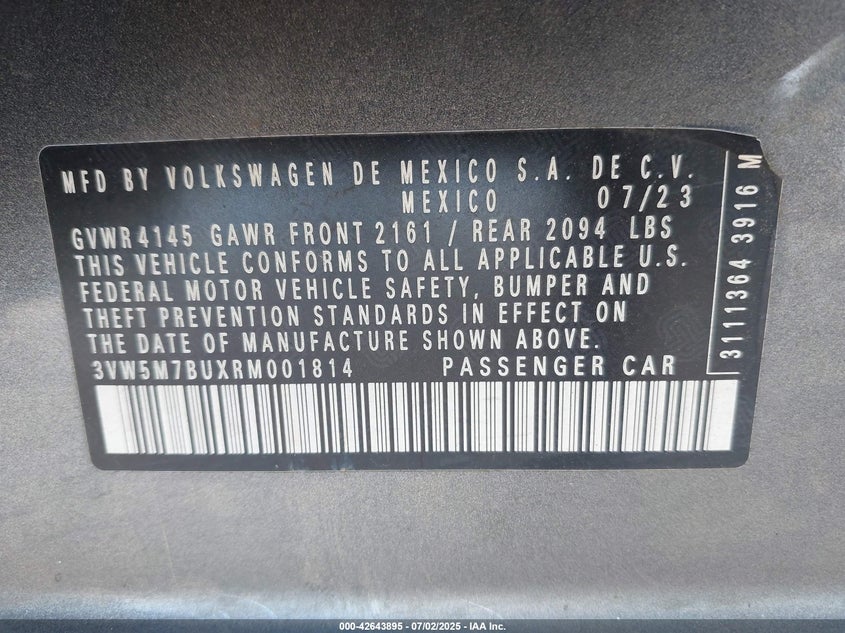 MFD BY VOLKSWAGEN DE MEXICO S.A. DE C.V.
MEXICO 07/23
GVWR 4145 GAWR FRONT 2161 / REAR 2094 LBS
THIS VEHICLE CONFORMS TO ALL APPLICABLE U.S.
FEDERAL MOTOR VEHICLE SAFETY, BUMPER AND
THEFT PREVENTION STANDARDS IN EFFECT ON
THE DATE OF MANUFACTURE SHOWN ABOVE.
3VW5M7BUXRM001814 PASSENGER CAR
3111364 3916 M
000-42643895 - 07/02/2025 - IAA Inc.